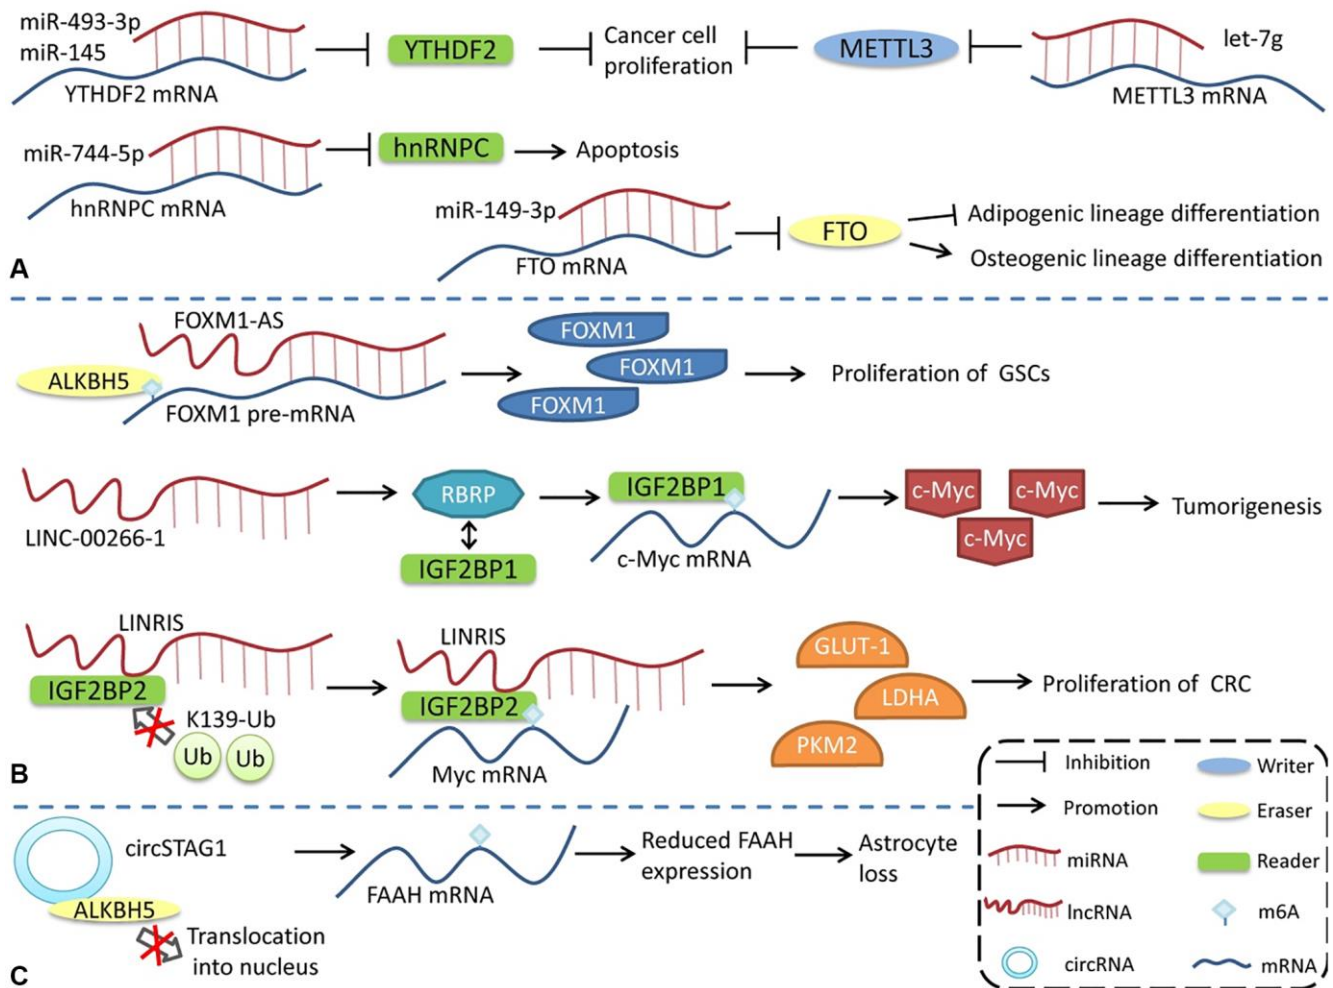 miR-493-3p
miR-145
YTHDF2 mRNA
YTHDF2
Cancer cell
proliferation
METTL3
let-7g
METTL3 mRNA
miR-744-5p
hnRNPC mRNA
hnRNPC
Apoptosis
miR-149-3p
FTO mRNA
FTO
Adipogenic lineage differentiation
Osteogenic lineage differentiation
A
FOXM1-AS
ALKBH5
FOXM1 pre-mRNA
FOXM1
FOXM1
FOXM1
Proliferation of GSCs
LINC-00266-1
RBRP
IGF2BP1
IGF2BP1
c-Myc mRNA
c-Myc
c-Myc
c-Myc
Tumorigenesis
LINRIS
IGF2BP2
K139-Ub
Ub
Ub
LINRIS
IGF2BP2
Myc mRNA
GLUT-1
LDHA
PKM2
Proliferation of CRC
B
circSTAG1
ALKBH5
Translocation
into nucleus
FAAH mRNA
Reduced FAAH
expression
Astrocyte
loss
C
Inhibition
Writer
Promotion
Eraser
miRNA
Reader
lncRNA
m6A
circRNA
mRNA